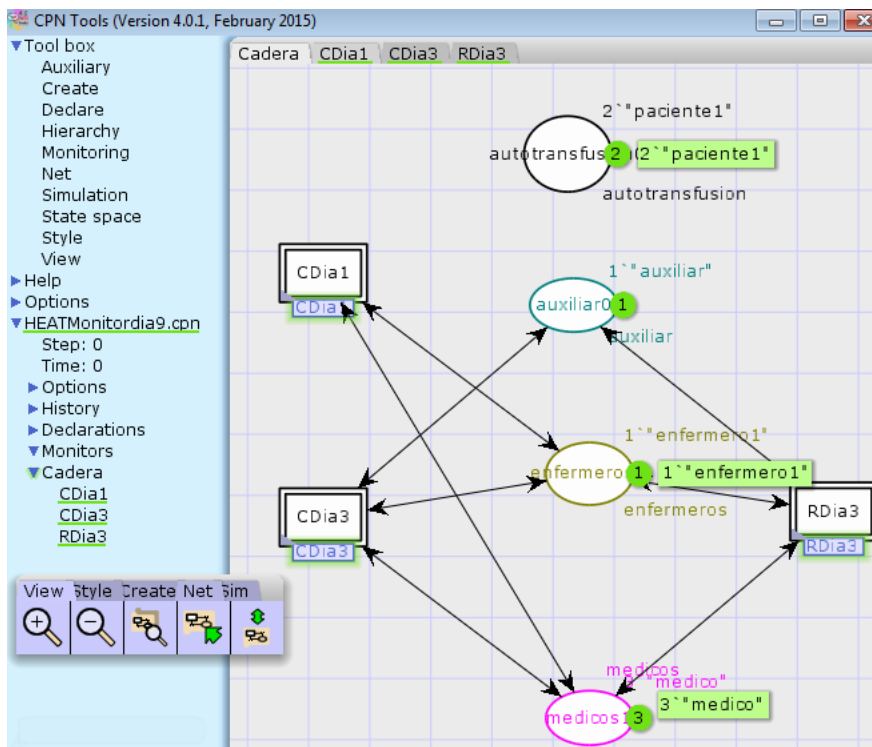 CPN Tools (Version 4.0.1, February 2015)
Tool box
Auxiliary
Create
Declare
Hierarchy
Monitoring
Net
Simulation
State space
Style
View
Help
Options
HEATMonitordia9.cpn
Step: 0
Time: 0
Options
History
Declarations
Monitors
Cadera
CDia1
CDia3
RDia3
View Style Create Net Sim
Cadera CDia1 CDia3 RDia3
2`"paciente1"
2 2`"paciente1"
autotransfusion
CDia1
1`"auxiliar"
auxiliar0 1
auxiliar
1`"enfermero1"
enfermero 1 1`"enfermero1"
enfermeros
CDia3
CDia3
RDia3
RDia3
medicos
"medico"
medicos1 3 3`"medico"